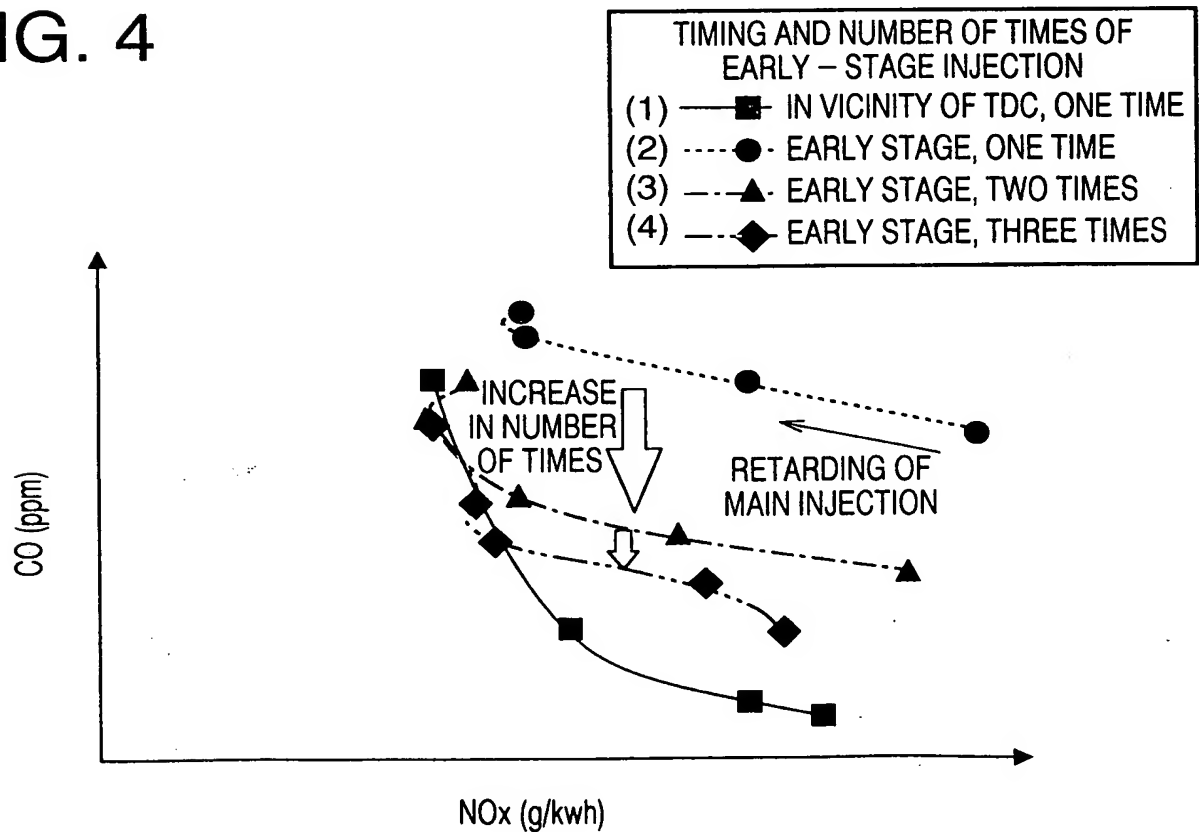 IG. 4
TIMING AND NUMBER OF TIMES OF
EARLY – STAGE INJECTION
(1) IN VICINITY OF TDC, ONE TIME
(2) EARLY STAGE, ONE TIME
(3) EARLY STAGE, TWO TIMES
(4) EARLY STAGE, THREE TIMES
INCREASE
IN NUMBER
OF TIMES
RETARDING OF
MAIN INJECTION
CO (ppm)
NOx (g/kwh)